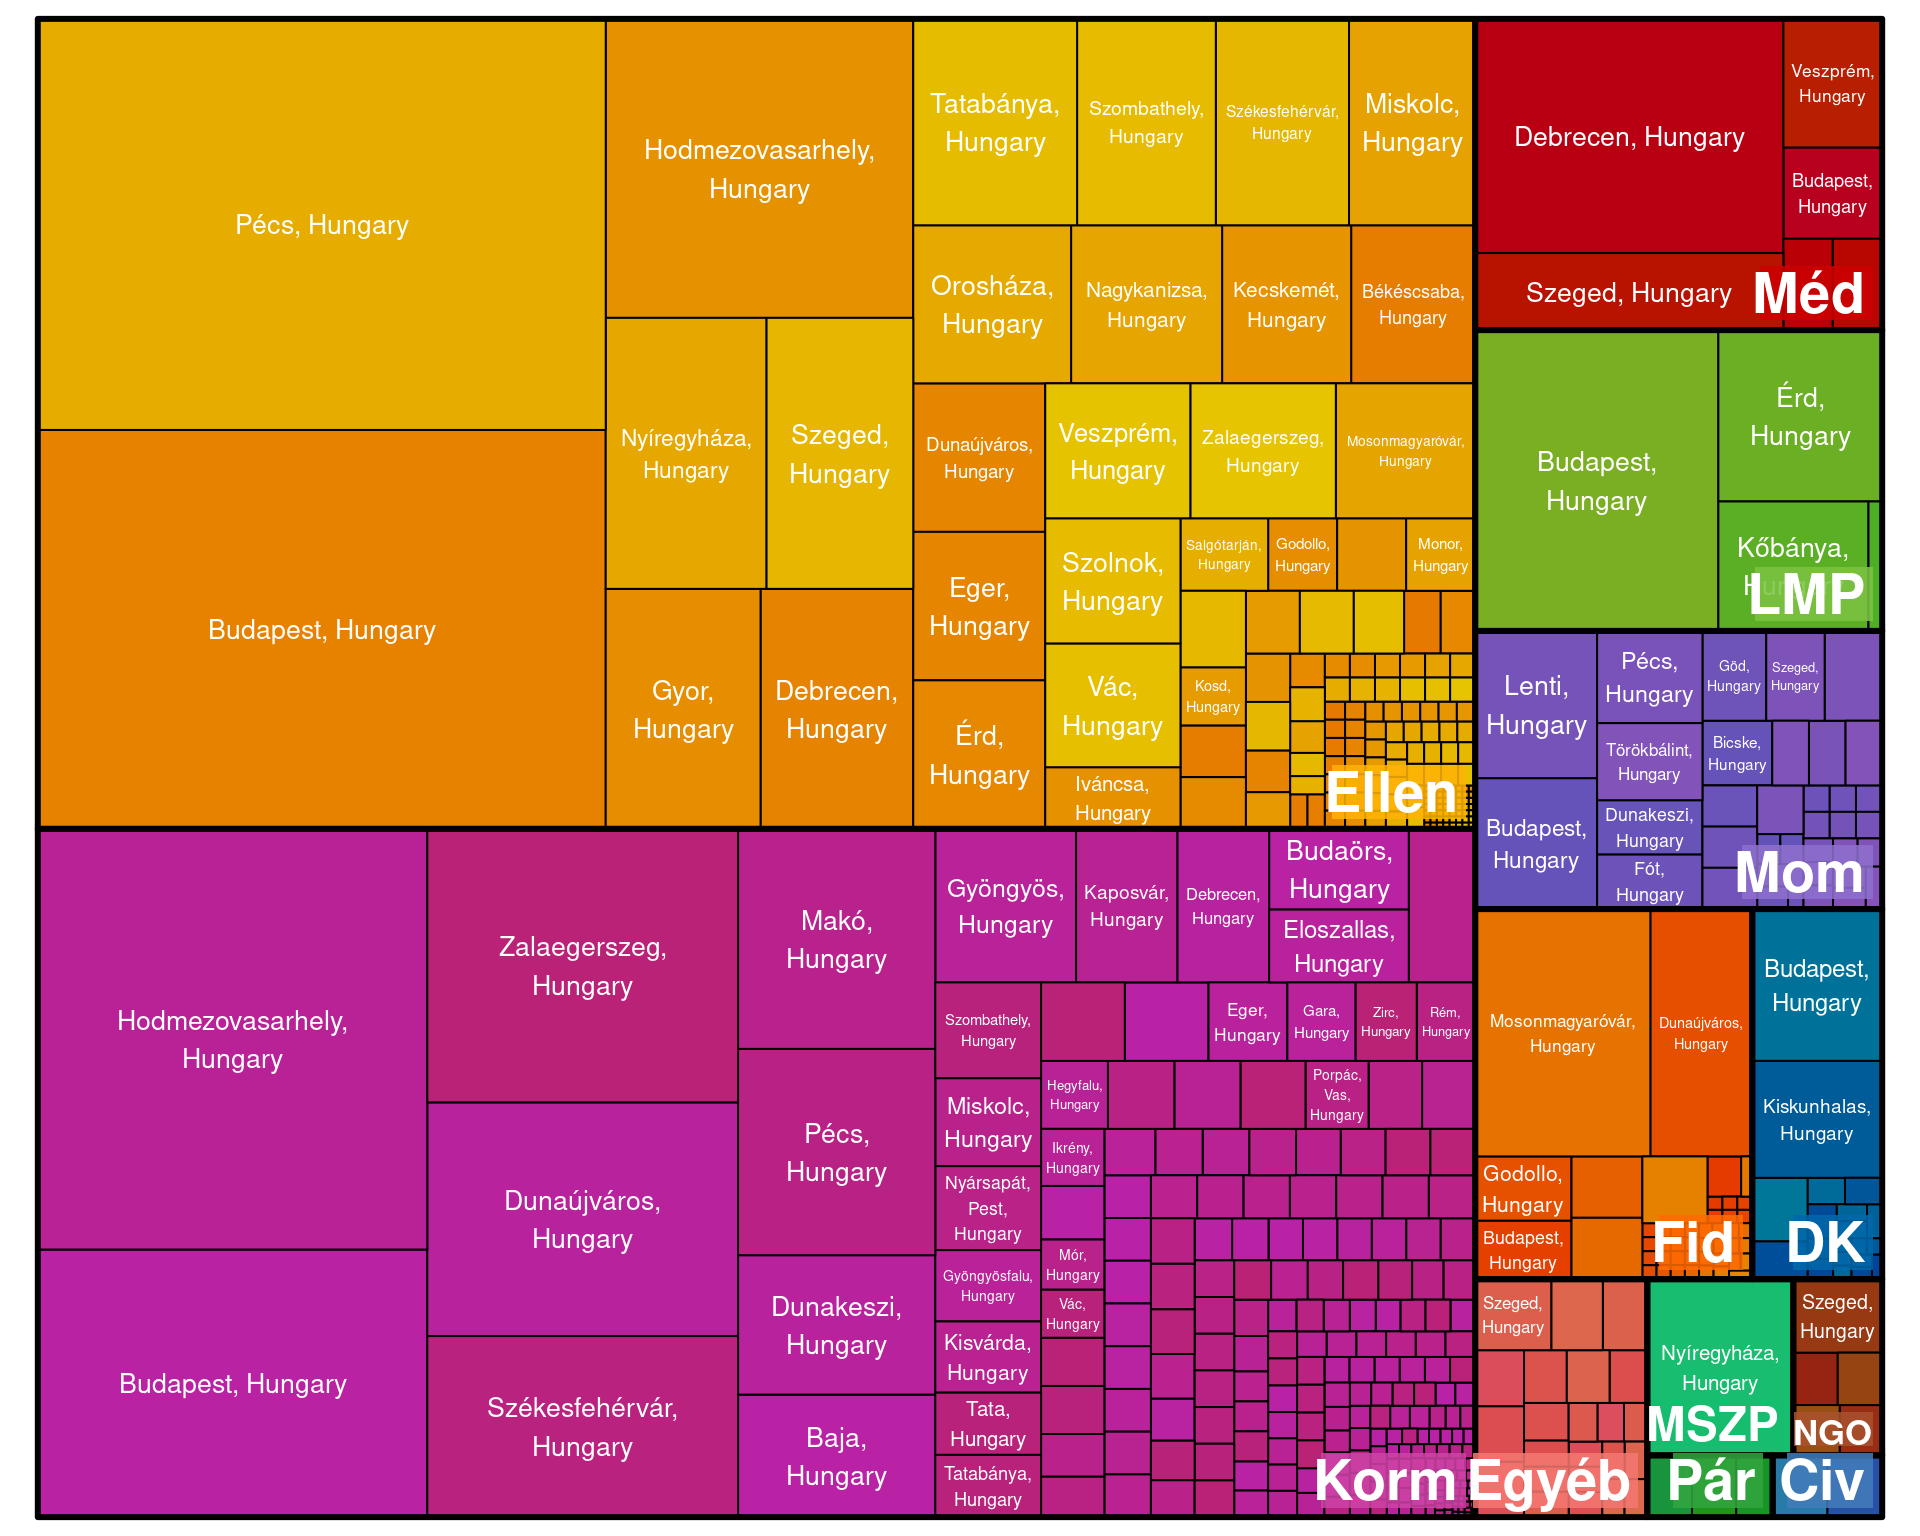 Pécs, Hungary
Budapest, Hungary
Hodmezovasarhely,
Hungary
Nyíregyháza,
Hungary
Szeged,
Hungary
Gyor,
Hungary
Debrecen,
Hungary
Tatabánya,
Hungary
Szombathely,
Hungary
Székesfehérvár,
Hungary
Miskolc,
Hungary
Orosháza,
Hungary
Nagykanizsa,
Hungary
Kecskemét,
Hungary
Békéscsaba,
Hungary
Dunaújváros,
Hungary
Eger,
Hungary
Érd,
Hungary
Veszprém,
Hungary
Zalaegerszeg,
Hungary
Mosonmagyaróvár,
Hungary
Szolnok,
Hungary
Vác,
Hungary
Iváncsa,
Hungary
Salgótarján,
Hungary
Godollo,
Hungary
Monor,
Hungary
Kosd,
Hungary
Ellen
Hodmezovasarhely,
Hungary
Budapest, Hungary
Zalaegerszeg,
Hungary
Dunaújváros,
Hungary
Székesfehérvár,
Hungary
Makó,
Hungary
Pécs,
Hungary
Dunakeszi,
Hungary
Baja,
Hungary
Gyöngyös,
Hungary
Kaposvár,
Hungary
Debrecen,
Hungary
Budaörs,
Hungary
Eloszallas,
Hungary
Szombathely,
Hungary
Miskolc,
Hungary
Nyársapát,
Pest,
Hungary
Gyöngyösfalu,
Hungary
Kisvárda,
Hungary
Tata,
Hungary
Tatabánya,
Hungary
Eger,
Hungary
Gara,
Hungary
Zirc,
Hungary
Rém,
Hungary
Hegyfalu,
Hungary
Porpác,
Vas,
Hungary
Ikrény,
Hungary
Mór,
Hungary
Vác,
Hungary
Korm
Debrecen, Hungary
Szeged, Hungary
Veszprém,
Hungary
Budapest,
Hungary
Méd
Budapest,
Hungary
Érd,
Hungary
Kőbánya,
LMP
Lenti,
Hungary
Budapest,
Hungary
Pécs,
Hungary
Törökbálint,
Hungary
Dunakeszi,
Hungary
Fót,
Hungary
Göd,
Hungary
Szeged,
Hungary
Bicske,
Hungary
Mom
Mosonmagyaróvár,
Hungary
Dunaújváros,
Hungary
Godollo,
Hungary
Budapest,
Hungary
Fid
Budapest,
Hungary
Kiskunhalas,
Hungary
DK
Szeged,
Hungary
Egyéb
Nyíregyháza,
Hungary
MSZP
Szeged,
Hungary
NGO
Pár
Civ